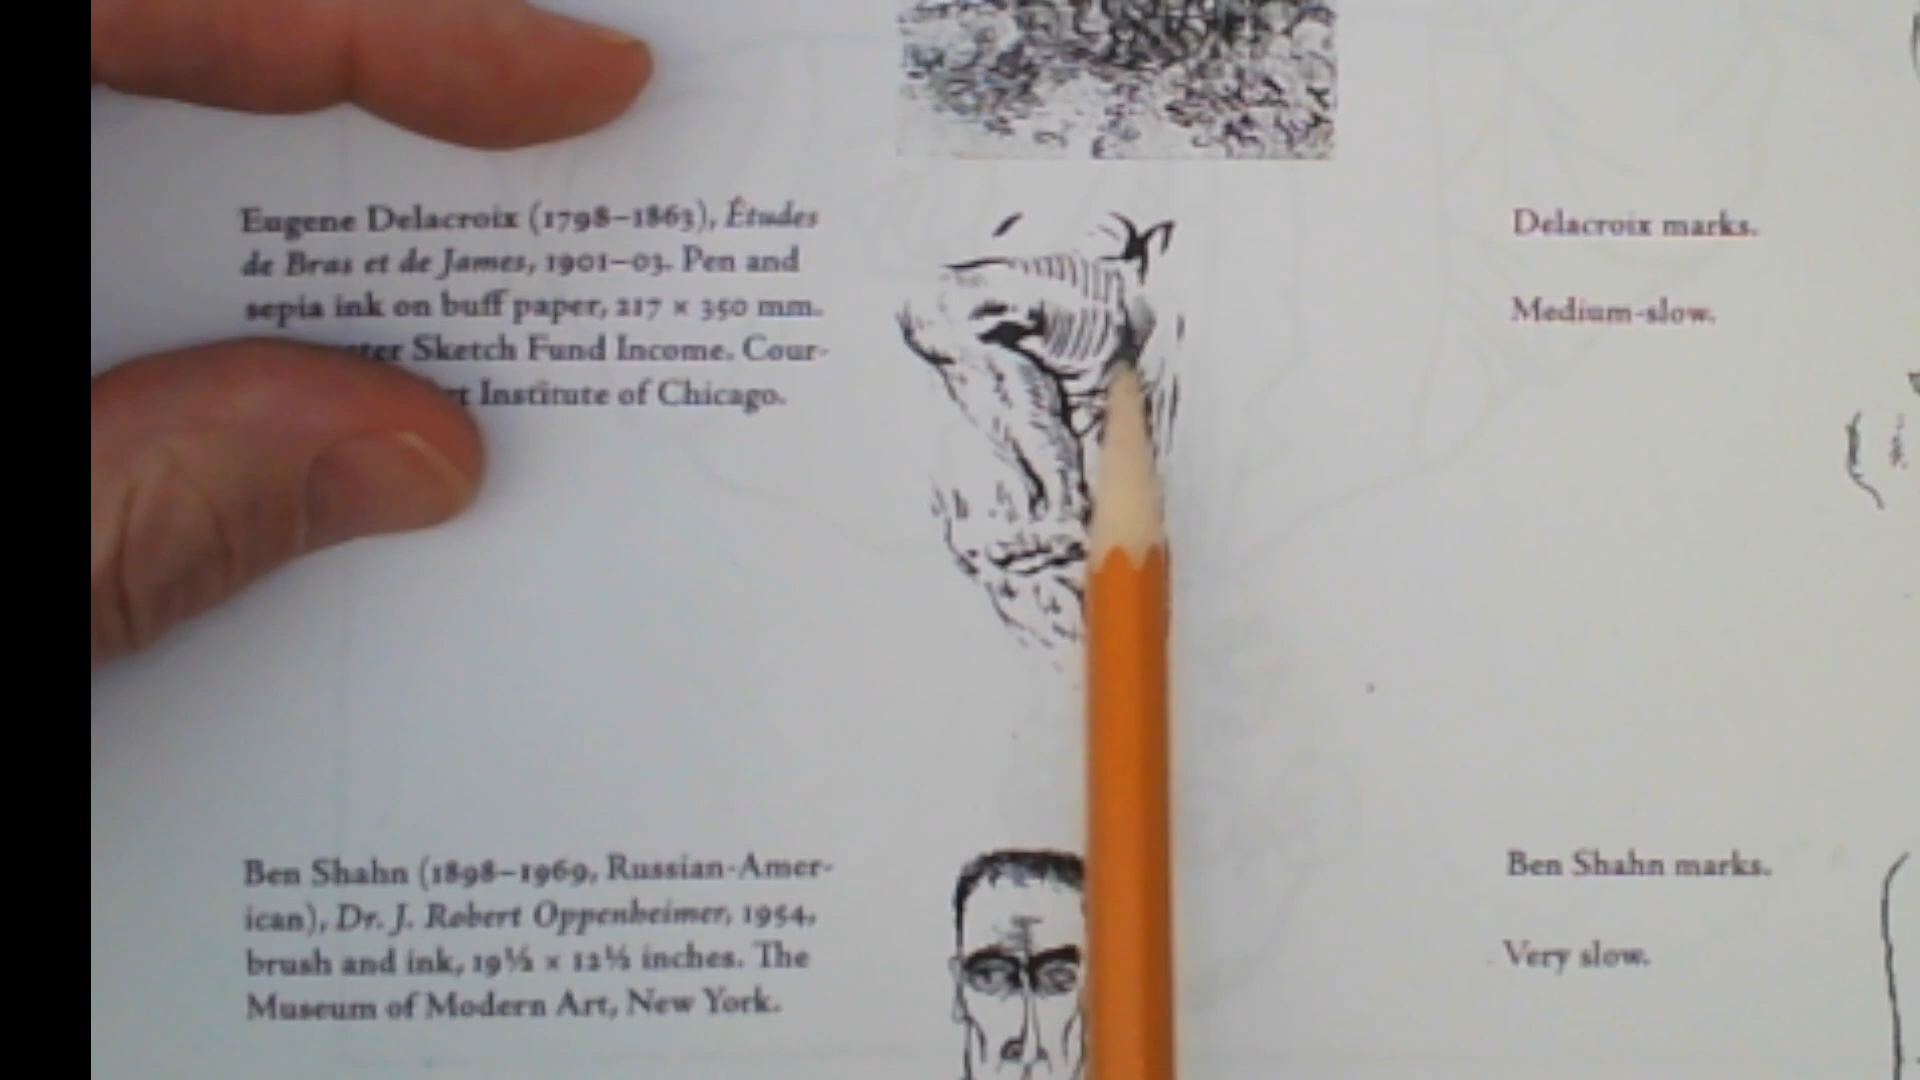 Eugene Delacroix (1798–1863), Études
de Bras et de James, 1901–03. Pen and
sepia ink on buff paper, 217 × 350 mm.
Sketch Fund Income. Cour-
Institute of Chicago.
Delacroix marks.
Medium-slow.
Ben Shahn (1898–1969, Russian-Amer-
ican), Dr. J. Robert Oppenheimer, 1954,
brush and ink, 19½ × 12½ inches. The
Museum of Modern Art, New York.
Ben Shahn marks.
Very slow.